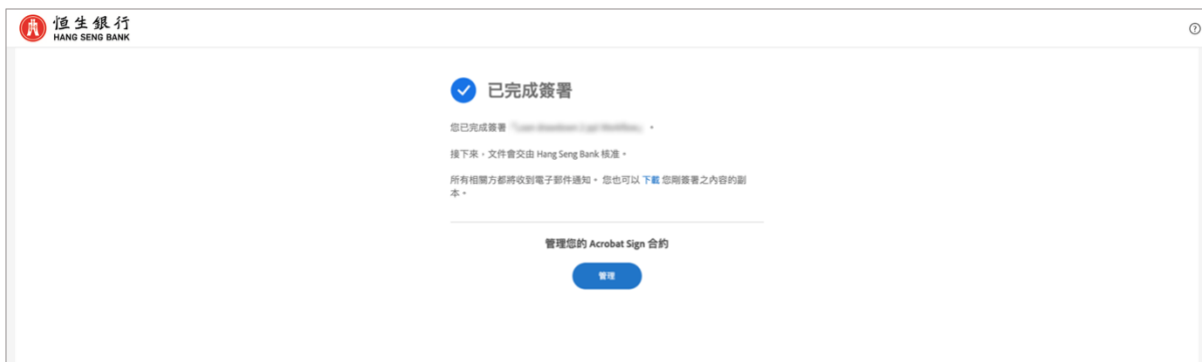 恒生銀行
HANG SENG BANK
已完成簽署
您已完成簽署「 」。
接下來，文件會交由 Hang Seng Bank 核准。
所有相關方都將收到電子郵件通知。 您也可以 下載 您剛簽署之內容的副
本。
管理您的 Acrobat Sign 合約
管理